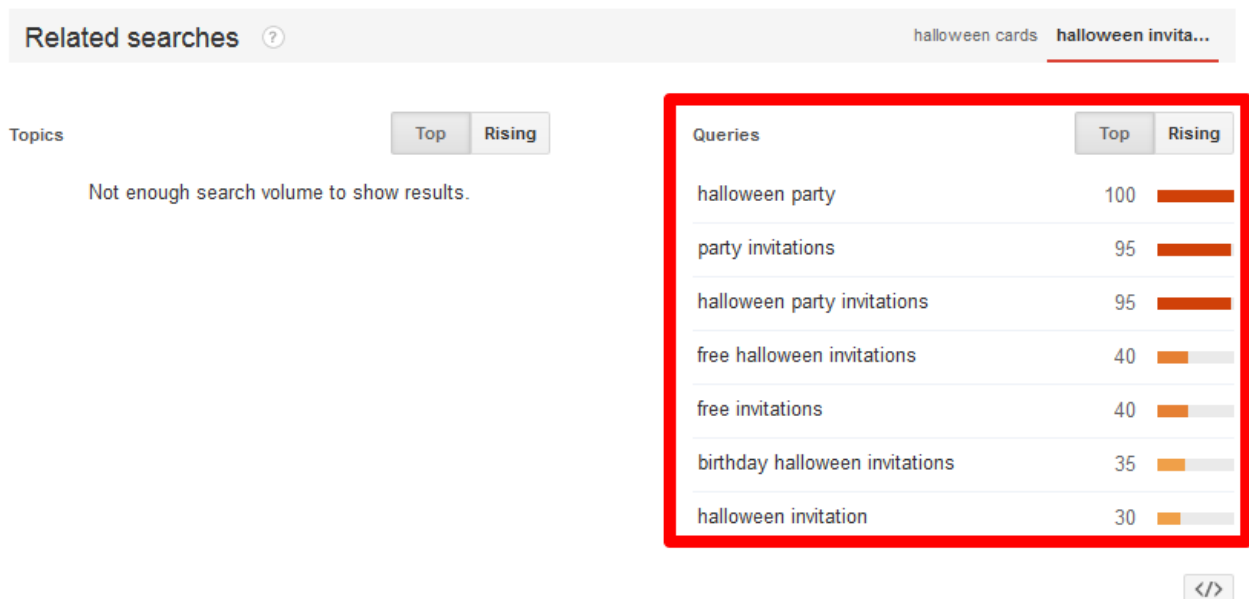 Related searches ?
halloween cards halloween invita...
Topics Top Rising
Not enough search volume to show results.
Queries Top Rising
halloween party 100
party invitations 95
halloween party invitations 95
free halloween invitations 40
free invitations 40
birthday halloween invitations 35
halloween invitation 30
</>